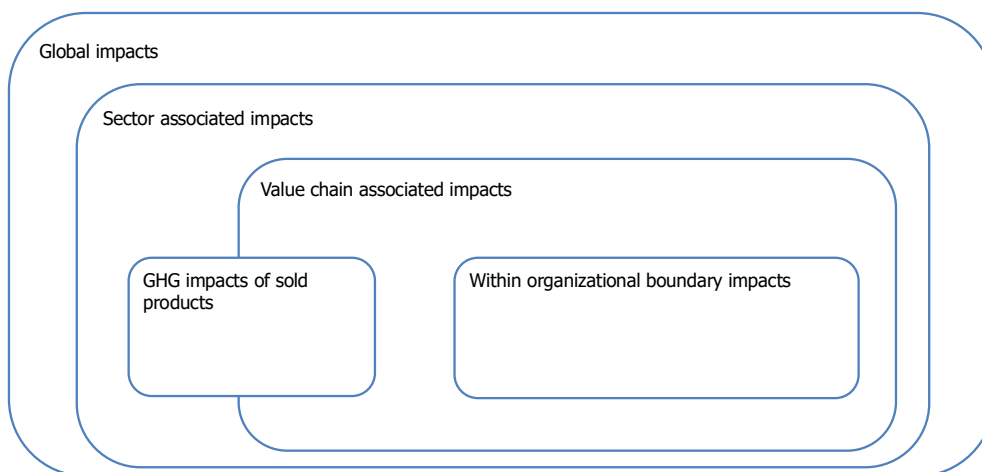 Global impacts
Sector associated impacts
Value chain associated impacts
GHG impacts of sold
products
Within organizational boundary impacts